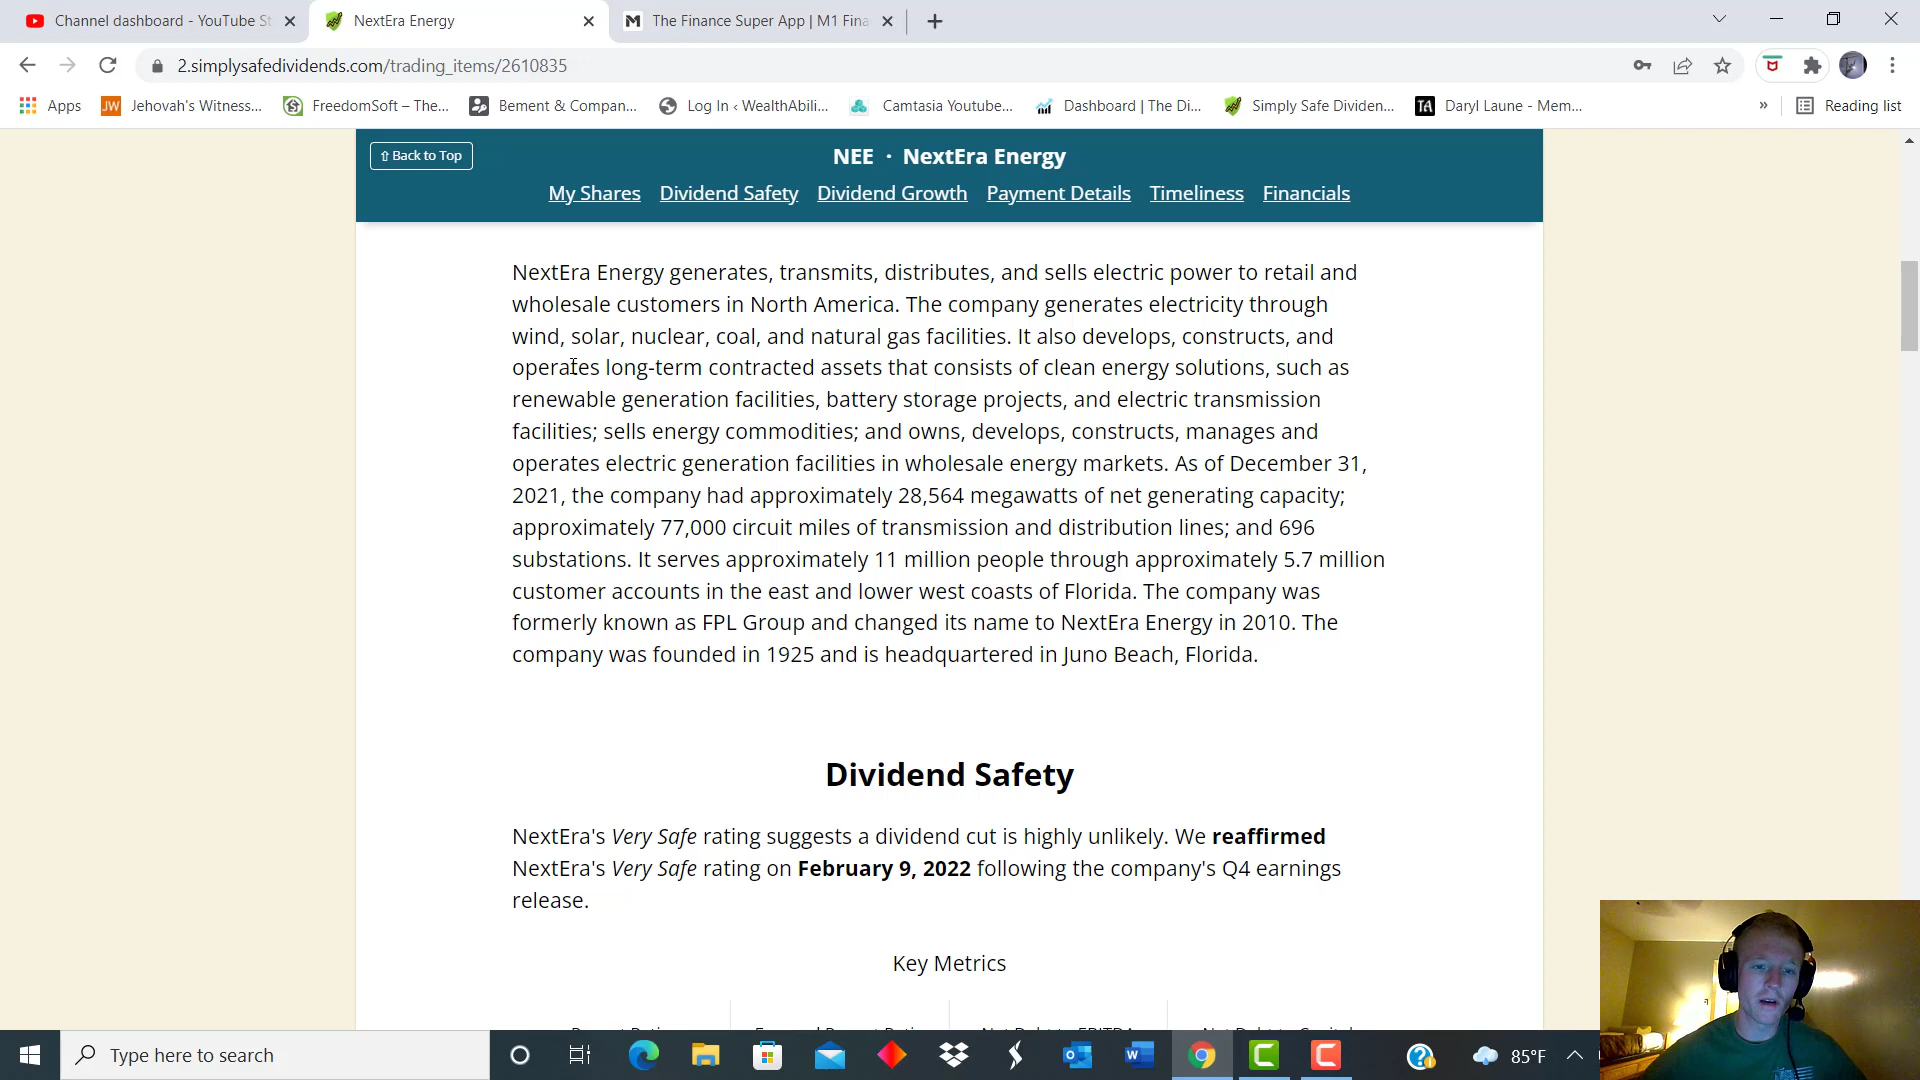 Channel dashboard - YouTube St
NextEra Energy
The Finance Super App | M1 Fina
2.simplysafedividends.com/trading_items/2610835
Apps
Jehovah's Witness...
FreedomSoft – The...
Bement & Compan...
Log In ‹ WealthAbili...
Camtasia Youtube...
Dashboard | The Di...
Simply Safe Dividen...
Daryl Laune - Mem...
»
Reading list
⇧ Back to Top
NEE · NextEra Energy
My Shares Dividend Safety Dividend Growth Payment Details Timeliness Financials
NextEra Energy generates, transmits, distributes, and sells electric power to retail and
wholesale customers in North America. The company generates electricity through
wind, solar, nuclear, coal, and natural gas facilities. It also develops, constructs, and
operates long-term contracted assets that consists of clean energy solutions, such as
renewable generation facilities, battery storage projects, and electric transmission
facilities; sells energy commodities; and owns, develops, constructs, manages and
operates electric generation facilities in wholesale energy markets. As of December 31,
2021, the company had approximately 28,564 megawatts of net generating capacity;
approximately 77,000 circuit miles of transmission and distribution lines; and 696
substations. It serves approximately 11 million people through approximately 5.7 million
customer accounts in the east and lower west coasts of Florida. The company was
formerly known as FPL Group and changed its name to NextEra Energy in 2010. The
company was founded in 1925 and is headquartered in Juno Beach, Florida.
Dividend Safety
NextEra's Very Safe rating suggests a dividend cut is highly unlikely. We reaffirmed
NextEra's Very Safe rating on February 9, 2022 following the company's Q4 earnings
release.
Key Metrics
Type here to search
85°F